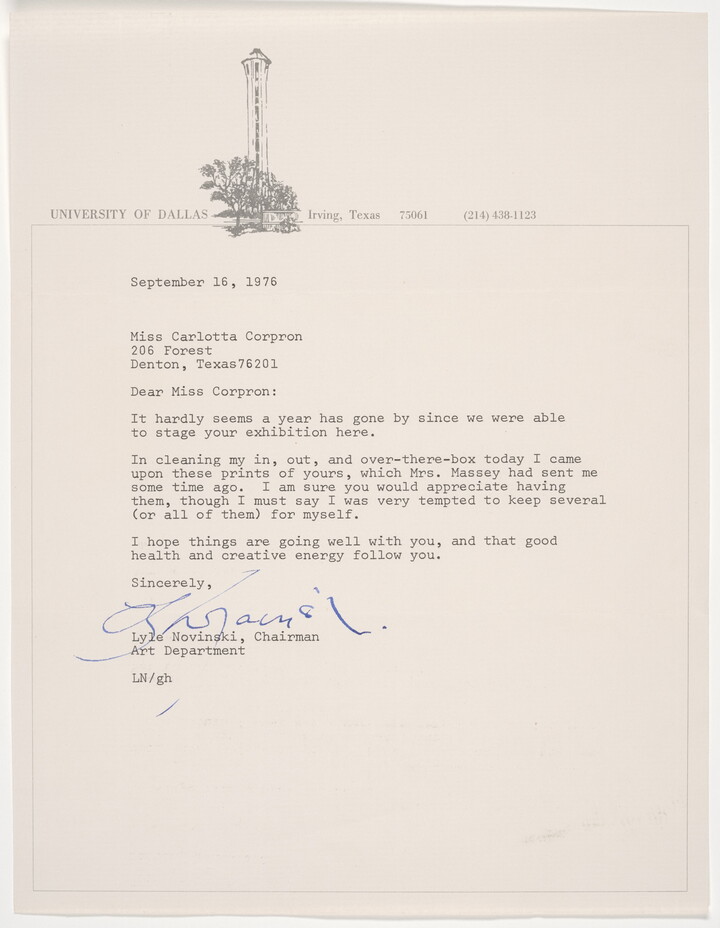 UNIVERSITY OF DALLAS Irving, Texas 75061 (214) 438-1123
September 16, 1976
Miss Carlotta Corpron
206 Forest
Denton, Texas76201
Dear Miss Corpron:
It hardly seems a year has gone by since we were able
to stage your exhibition here.
In cleaning my in, out, and over-there-box today I came
upon these prints of yours, which Mrs. Massey had sent me
some time ago.  I am sure you would appreciate having
them, though I must say I was very tempted to keep several
(or all of them) for myself.
I hope things are going well with you, and that good
health and creative energy follow you.
Sincerely,
Lyle Novinski, Chairman
Art Department
LN/gh